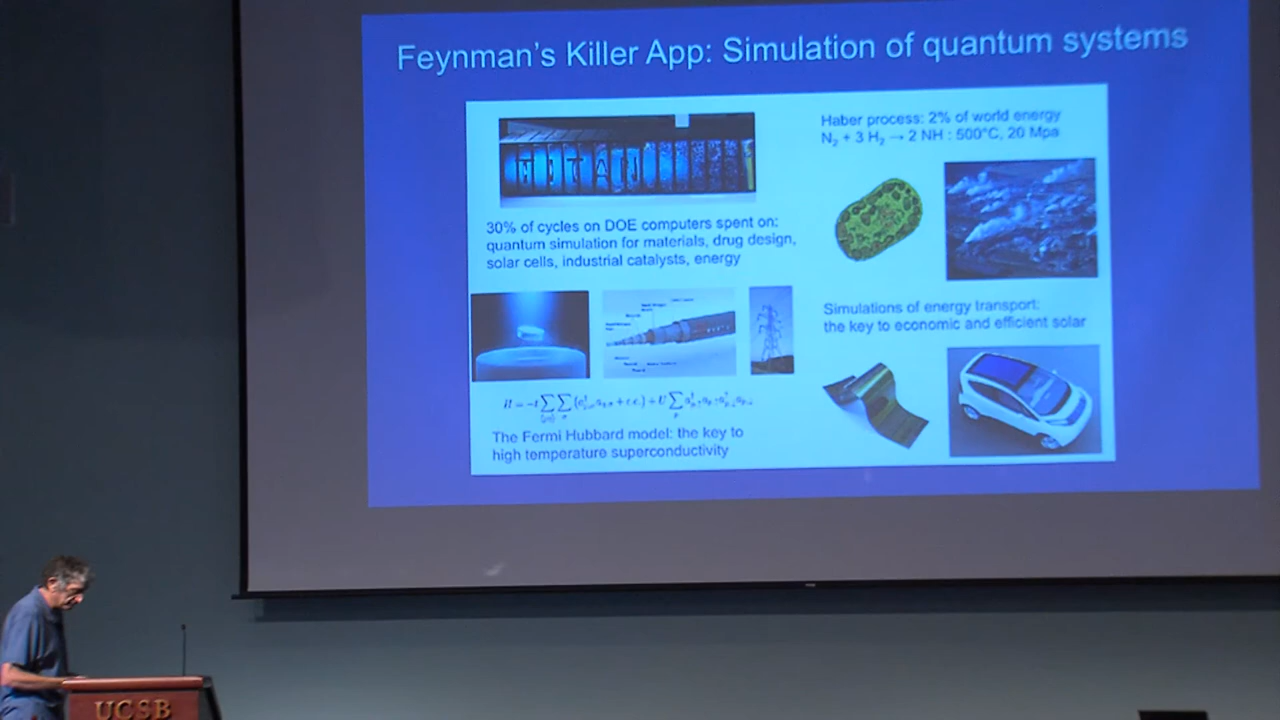 Feynman's Killer App: Simulation of quantum systems
TITAN
30% of cycles on DOE computers spent on:
quantum simulation for materials, drug design,
solar cells, industrial catalysts, energy
The Fermi Hubbard model: the key to
high temperature superconductivity
Haber process: 2% of world energy
N₂ + 3 H₂ → 2 NH : 500°C, 20 Mpa
Simulations of energy transport:
the key to economic and efficient solar
UCSB